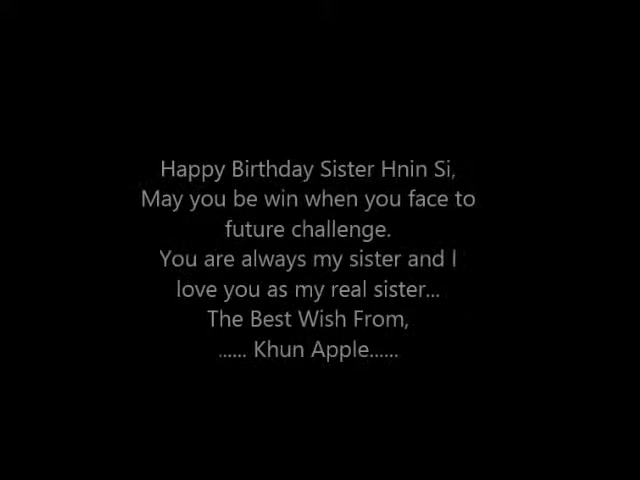 Happy Birthday Sister Hnin Si,
May you be win when you face to
future challenge.
You are always my sister and I
love you as my real sister...
The Best Wish From,
...... Khun Apple......